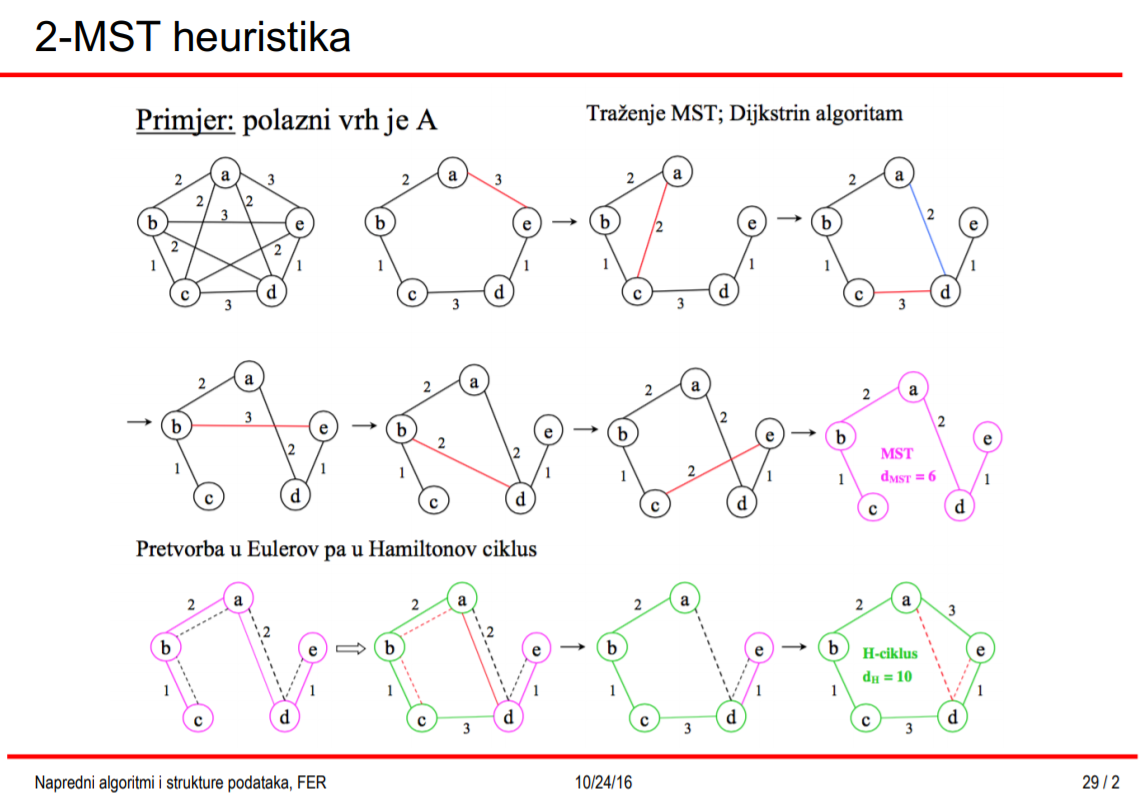 2-MST heuristika
Primjer: polazni vrh je A
Traženje MST; Dijkstrin algoritam
a
2
3
2
2
b
3
e
2
2
1
1
c
d
3
a
2
3
b
e
1
1
c
d
3
a
2
b
e
2
1
1
c
d
3
a
2
2
b
e
1
1
c
d
3
a
2
b
3
e
2
1
1
c
d
a
2
b
e
2
2
1
1
c
d
a
2
2
b
e
2
1
1
c
d
a
2
2
b
e
MST
dMST = 6
1
1
c
d
Pretvorba u Eulerov pa u Hamiltonov ciklus
a
2
2
b
e
1
1
c
d
a
2
2
b
e
1
1
c
d
3
a
2
b
e
1
1
c
d
3
a
2
3
b
e
H-ciklus
dH = 10
1
1
c
d
3
Napredni algoritmi i strukture podataka, FER
10/24/16
29 / 2